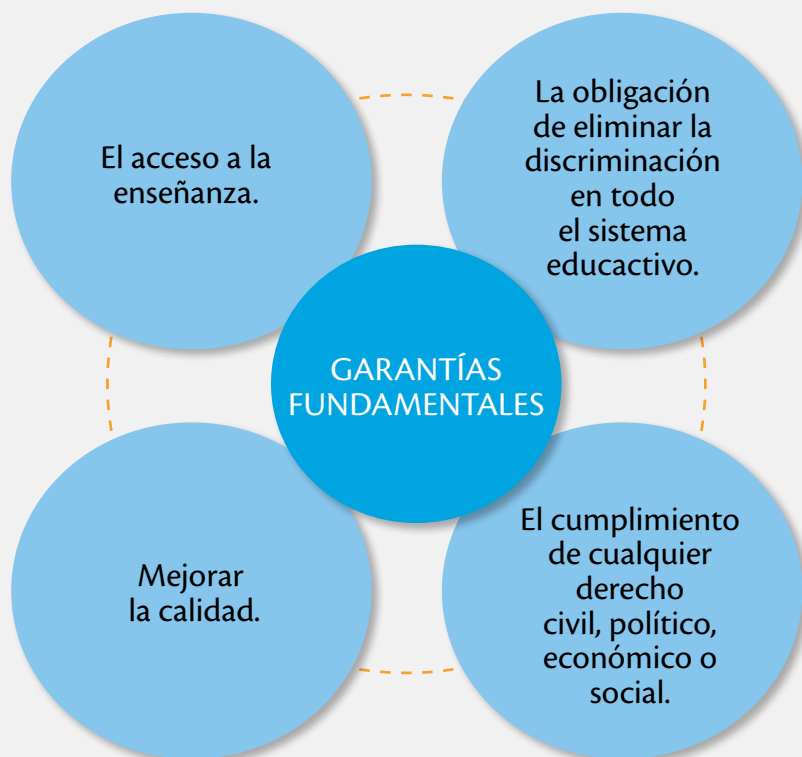 El acceso a la
enseñanza.
La obligación
de eliminar la
discriminación
en todo
el sistema
educactivo.
GARANTÍAS
FUNDAMENTALES
Mejorar
la calidad.
El cumplimiento
de cualquier
derecho
civil, político,
económico o
social.